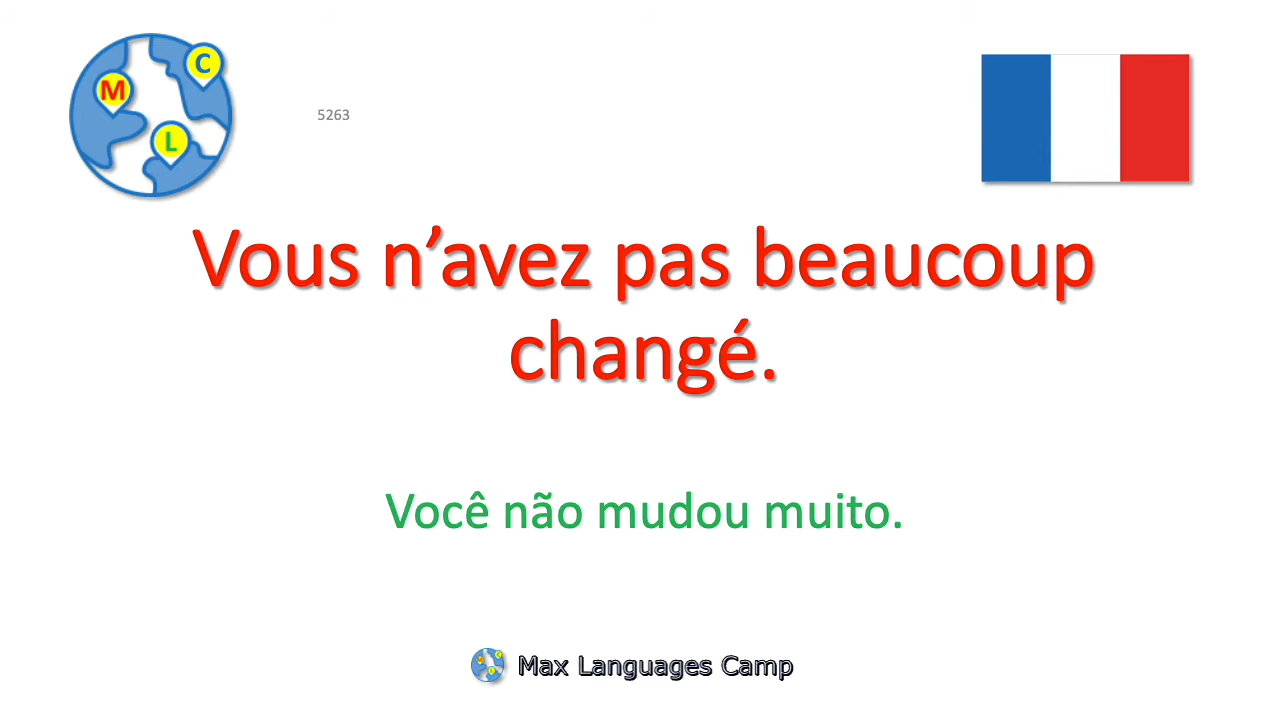 C
M
L
5263
Vous n’avez pas beaucoup
changé.
Você não mudou muito.
Max Languages Camp